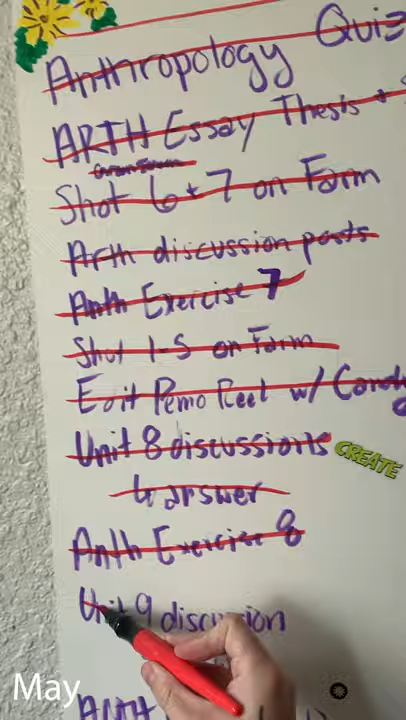 Anthropology Quiz
ARTH Essay Thesis +
Shot 6 + 7 on Farm
Arth discussion posts
Anth Exercise 7
Shot 1-5 on Farm
Edit Demo Reel w/
Unit 8 discussions
CREATE
answer
Anth Exercise 8
Unit 9 discussion
May